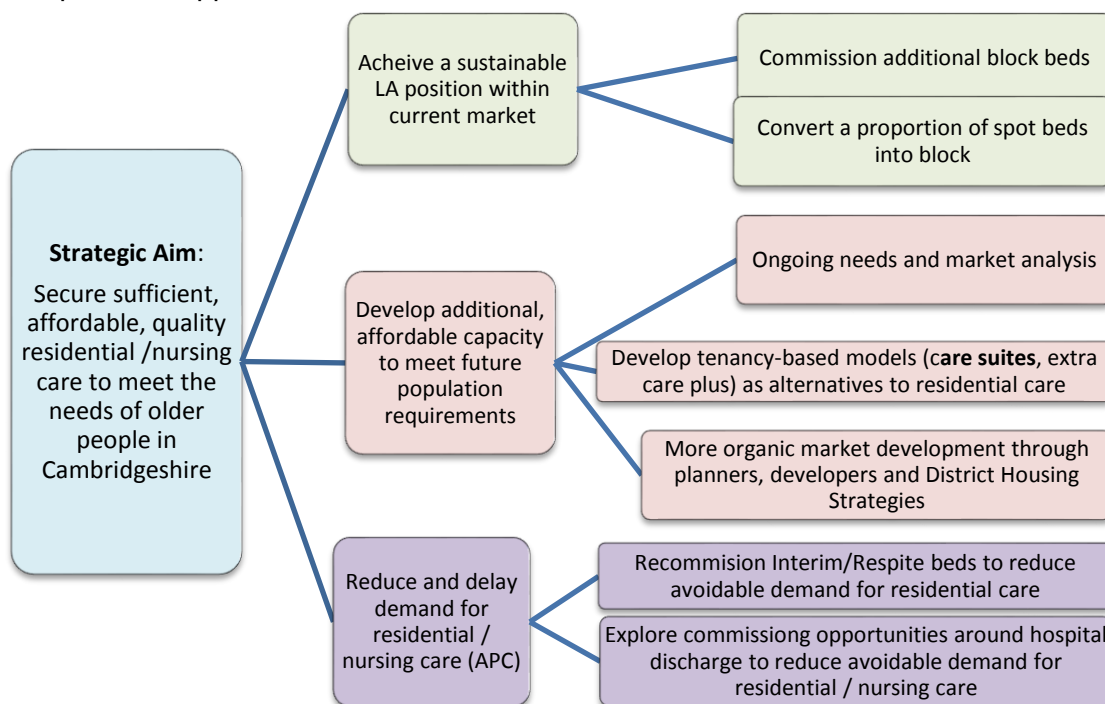 Strategic Aim:
Secure sufficient,
affordable, quality
residential /nursing
care to meet the
needs of older
people in
Cambridgeshire
Acheive a sustainable
LA position within
current market
Commission additional block beds
Convert a proportion of spot beds
into block
Develop additional,
affordable capacity
to meet future
population
requirements
Ongoing needs and market analysis
Develop tenancy-based models (care suites, extra
care plus) as alternatives to residential care
More organic market development through
planners, developers and District Housing
Strategies
Reduce and delay
demand for
residential /
nursing care (APC)
Recommision Interim/Respite beds to reduce
avoidable demand for residential care
Explore commissiong opportunities around hospital
discharge to reduce avoidable demand for
residential / nursing care